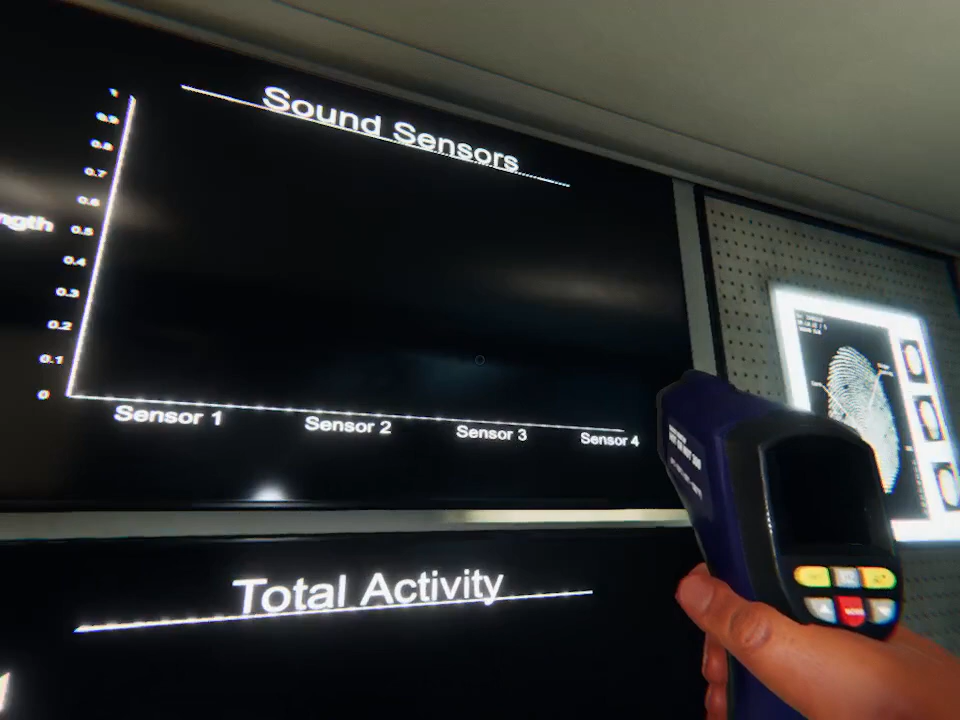 Sound Sensors
1
0.9
0.8
0.7
0.6
0.5
0.4
0.3
0.2
0.1
0
ngth
Sensor 1 Sensor 2 Sensor 3 Sensor 4
Total Activity